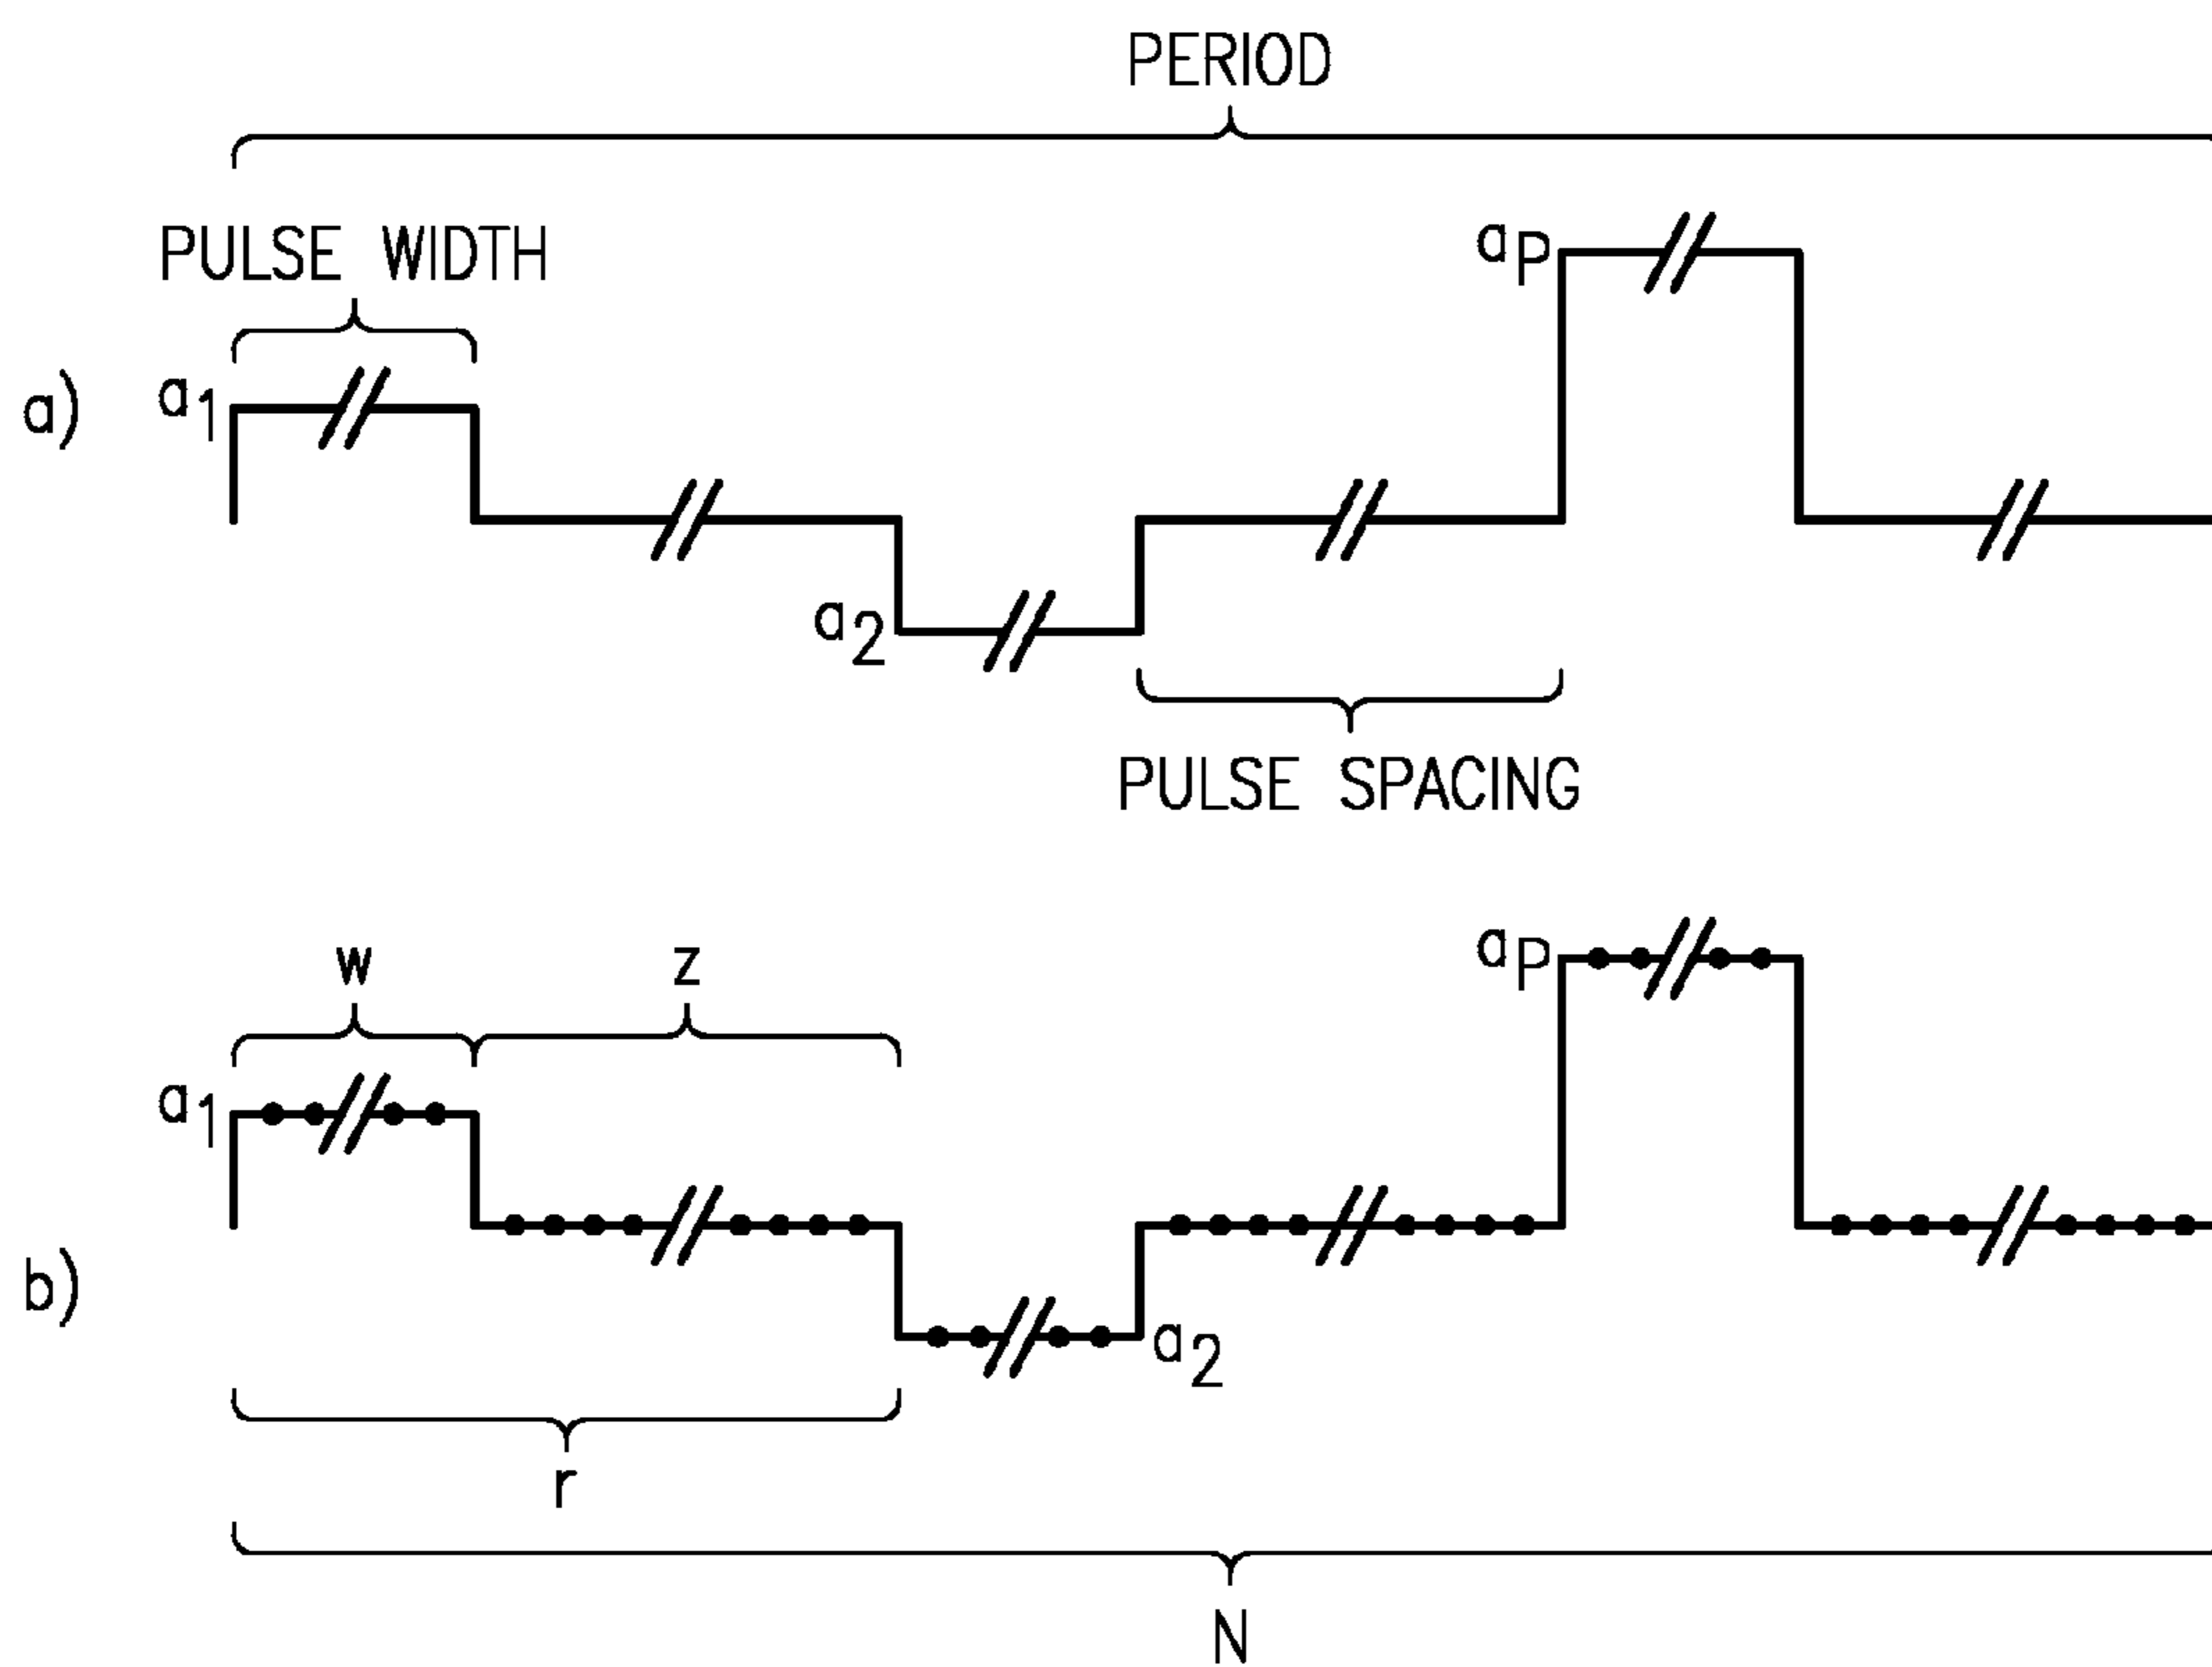 PERIOD
PULSE WIDTH
aP
a1
a)
a2
PULSE SPACING
w z
aP
a1
b)
a2
r
N